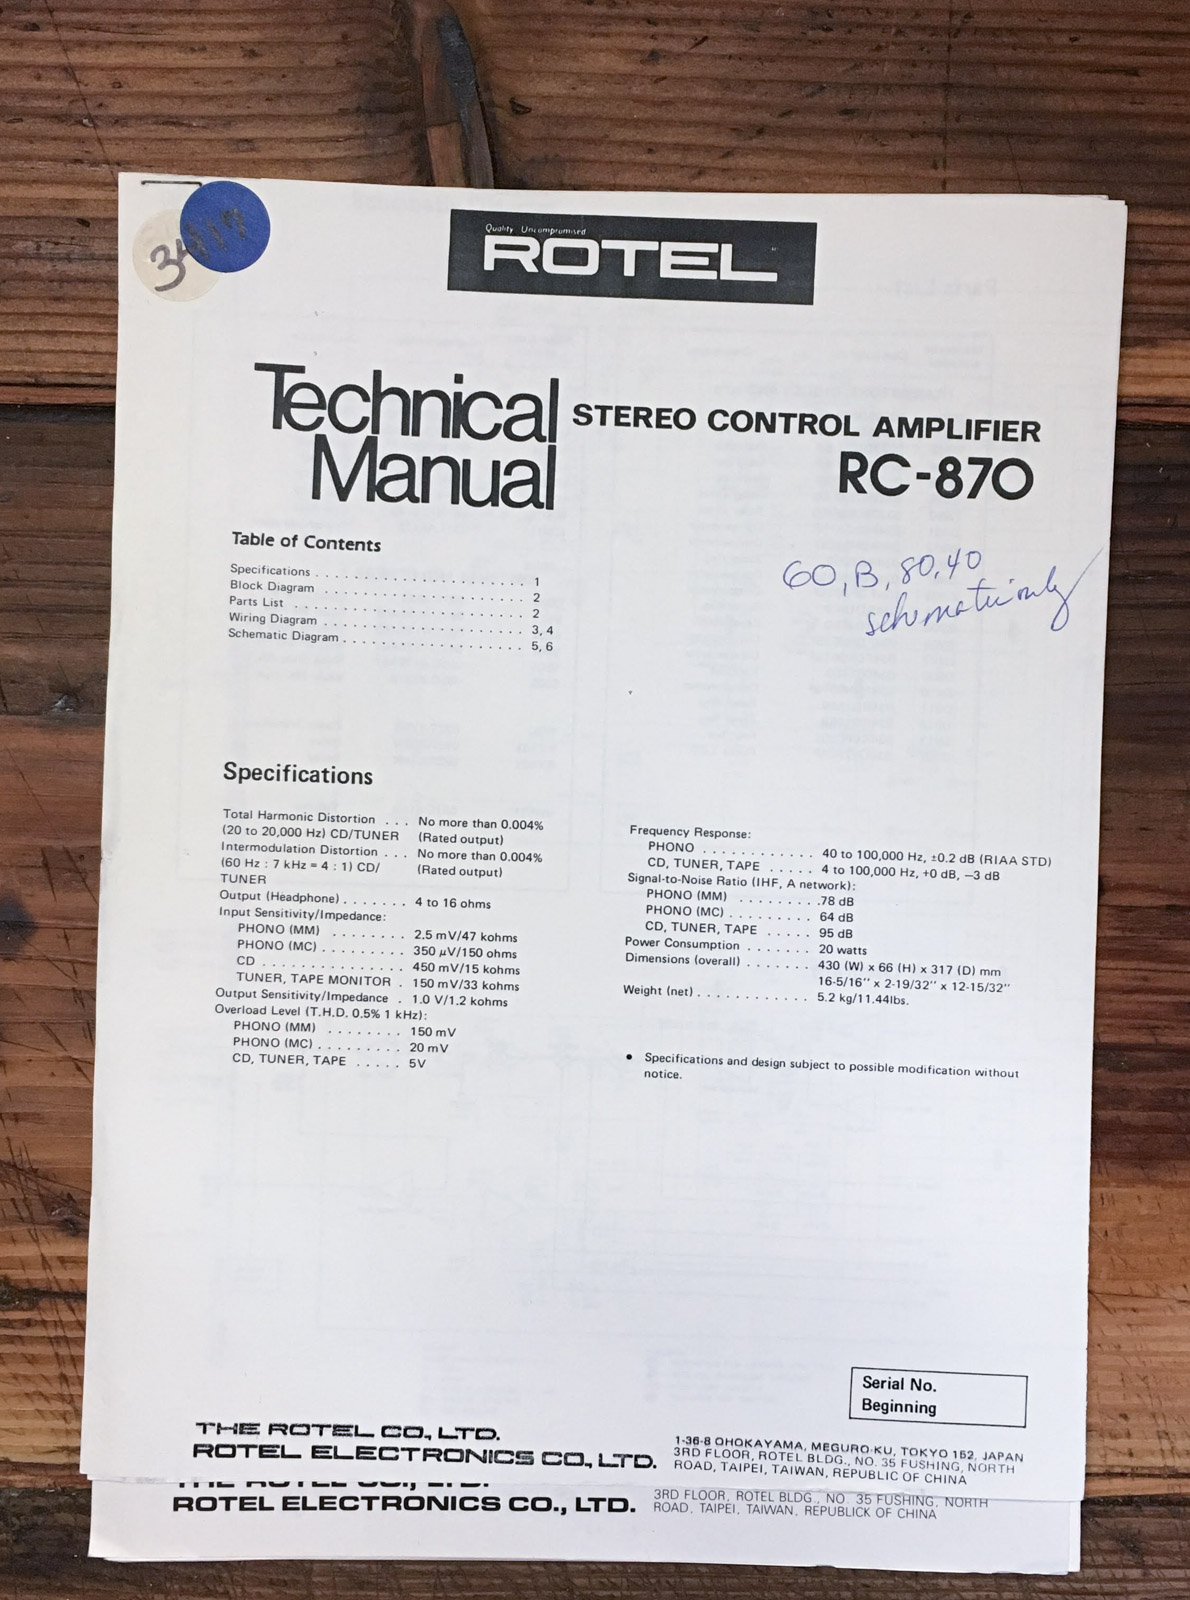 3417
Quality Uncompromised
ROTEL
Technical
Manual
STEREO CONTROL AMPLIFIER
RC-870
Table of Contents
Specifications . . . . . . . . . . . . . . . . . . . . . . 1
Block Diagram . . . . . . . . . . . . . . . . . . . . . 2
Parts List . . . . . . . . . . . . . . . . . . . . . . . . 2
Wiring Diagram . . . . . . . . . . . . . . . . . . . . . 3, 4
Schematic Diagram . . . . . . . . . . . . . . . . . . . 5, 6
60, B, 80, 40
schematic only
Specifications
Total Harmonic Distortion . . . No more than 0.004%
(20 to 20,000 Hz) CD/TUNER (Rated output)
Intermodulation Distortion . . . No more than 0.004%
(60 Hz : 7 kHz = 4 : 1) CD/ (Rated output)
TUNER
Output (Headphone) . . . . . . . 4 to 16 ohms
Input Sensitivity/Impedance:
PHONO (MM) . . . . . . . . 2.5 mV/47 kohms
PHONO (MC) . . . . . . . . . 350 μV/150 ohms
CD . . . . . . . . . . . . . . . 450 mV/15 kohms
TUNER, TAPE MONITOR . 150 mV/33 kohms
Output Sensitivity/Impedance . 1.0 V/1.2 kohms
Overload Level (T.H.D. 0.5% 1 kHz):
PHONO (MM) . . . . . . . . 150 mV
PHONO (MC) . . . . . . . . . 20 mV
CD, TUNER, TAPE . . . . . 5V
Frequency Response:
PHONO . . . . . . . . . . . . 40 to 100,000 Hz, ±0.2 dB (RIAA STD)
CD, TUNER, TAPE . . . . . 4 to 100,000 Hz, +0 dB, −3 dB
Signal-to-Noise Ratio (IHF, A network):
PHONO (MM) . . . . . . . . . .78 dB
PHONO (MC) . . . . . . . . . 64 dB
CD, TUNER, TAPE . . . . . 95 dB
Power Consumption . . . . . . . 20 watts
Dimensions (overall) . . . . . . . 430 (W) x 66 (H) x 317 (D) mm
16-5/16" x 2-19/32" x 12-15/32"
Weight (net) . . . . . . . . . . . . 5.2 kg/11.44lbs.
• Specifications and design subject to possible modification without
notice.
Serial No.
Beginning
THE ROTEL CO., LTD.
ROTEL ELECTRONICS CO., LTD.
1-36-8 OHOKAYAMA, MEGURO-KU, TOKYO 152, JAPAN
3RD FLOOR, ROTEL BLDG., NO. 35 FUSHING, NORTH
ROAD, TAIPEI, TAIWAN, REPUBLIC OF CHINA
THE ROTEL CO., LTD.
ROTEL ELECTRONICS CO., LTD.
3RD FLOOR, ROTEL BLDG., NO. 35 FUSHING, NORTH
ROAD, TAIPEI, TAIWAN, REPUBLICK OF CHINA